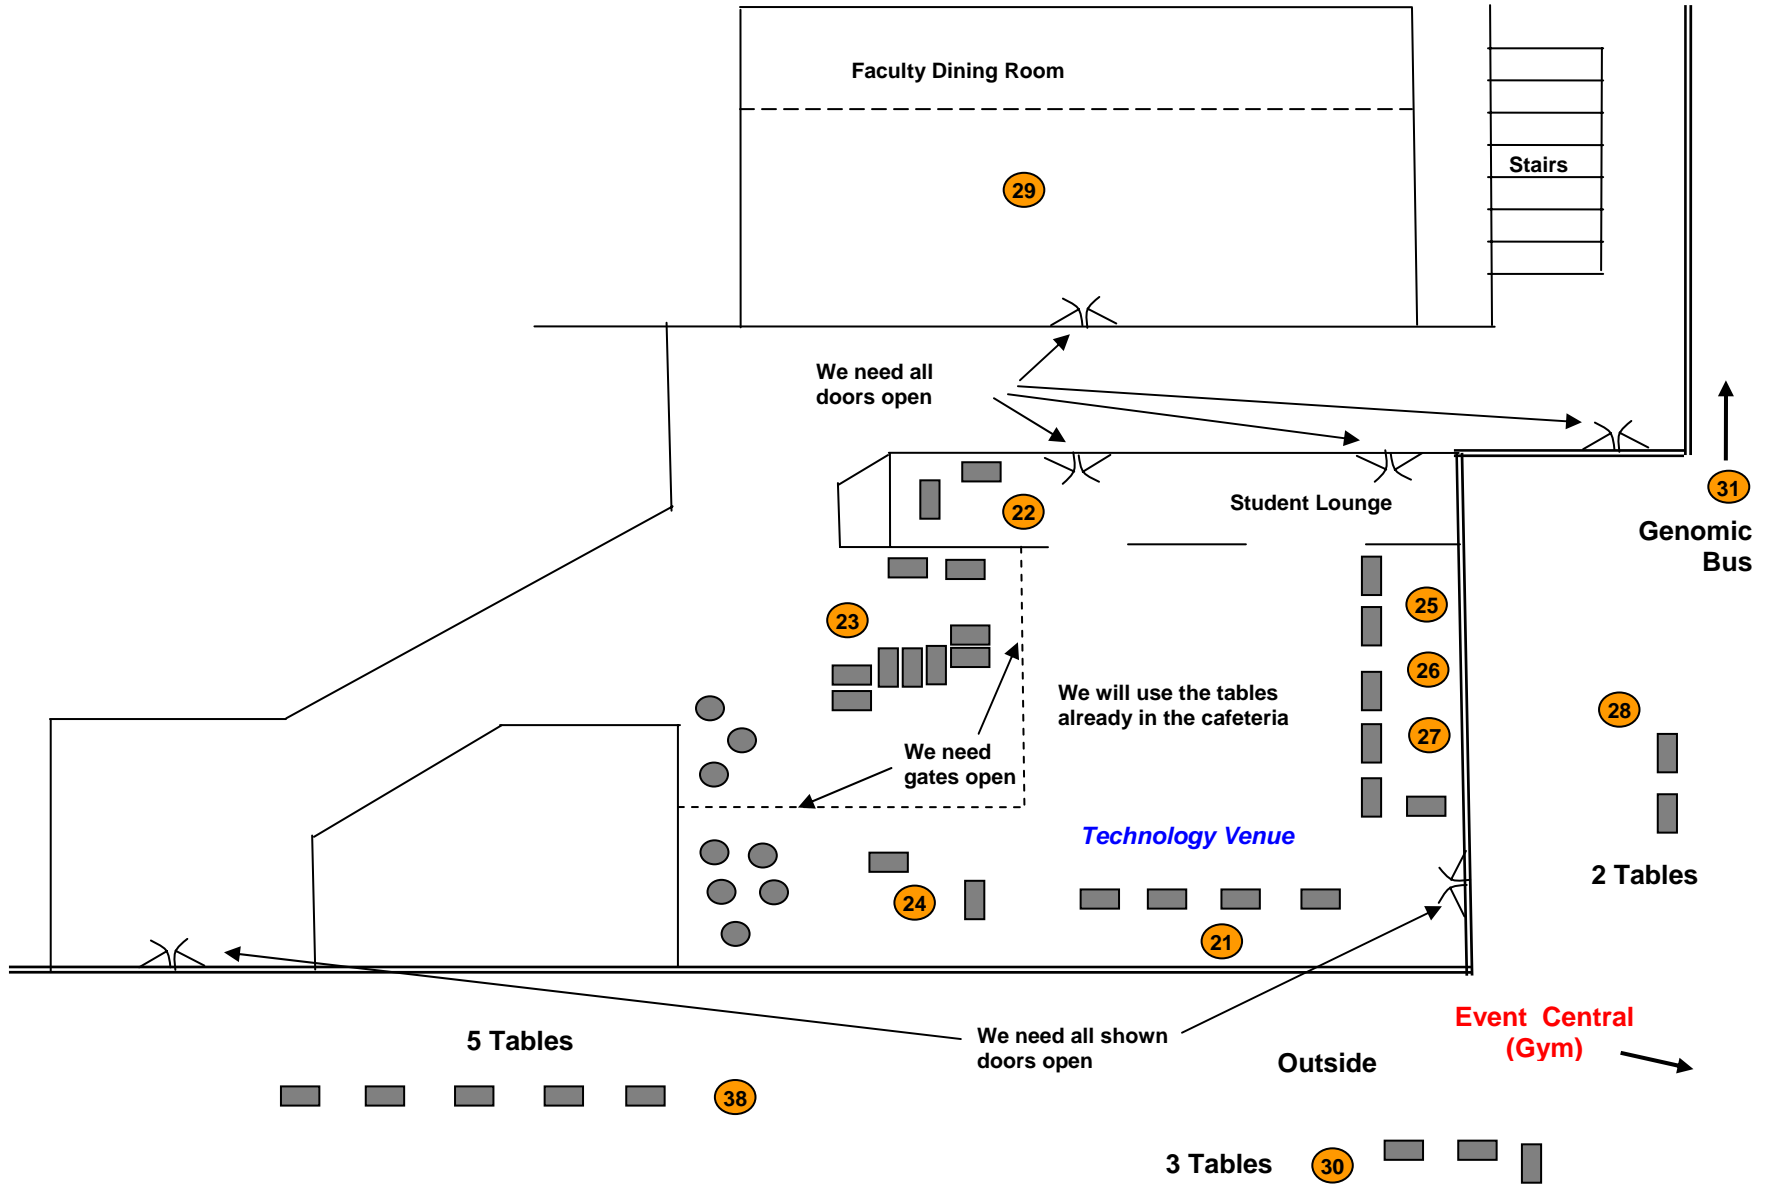 Faculty Dining Room
Stairs
29
We need all
doors open
31
Genomic
Bus
Student Lounge
22
23
25
26
27
28
We will use the tables
already in the cafeteria
We need
gates open
Technology Venue
2 Tables
24
21
Event Central
(Gym)
We need all shown
doors open
Outside
5 Tables
38
3 Tables
30